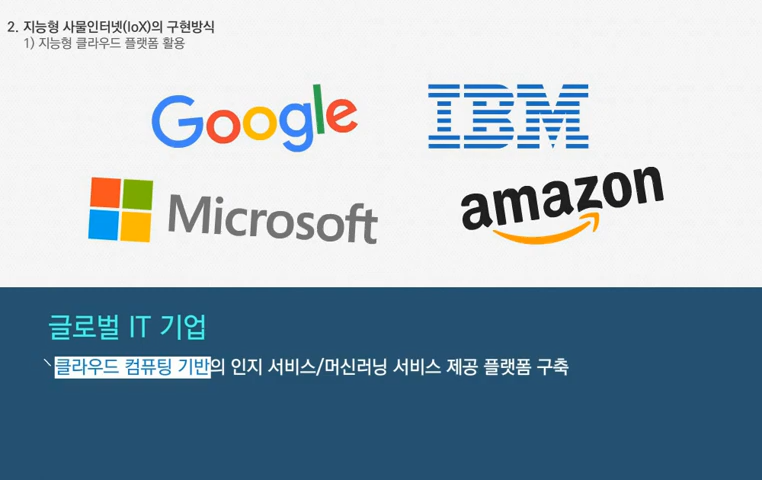 2. 지능형 사물인터넷(IoX)의 구현방식
1) 지능형 클라우드 플랫폼 활용
Google
IBM
Microsoft
amazon
글로벌 IT 기업
클라우드 컴퓨팅 기반의 인지 서비스/머신러닝 서비스 제공 플랫폼 구축